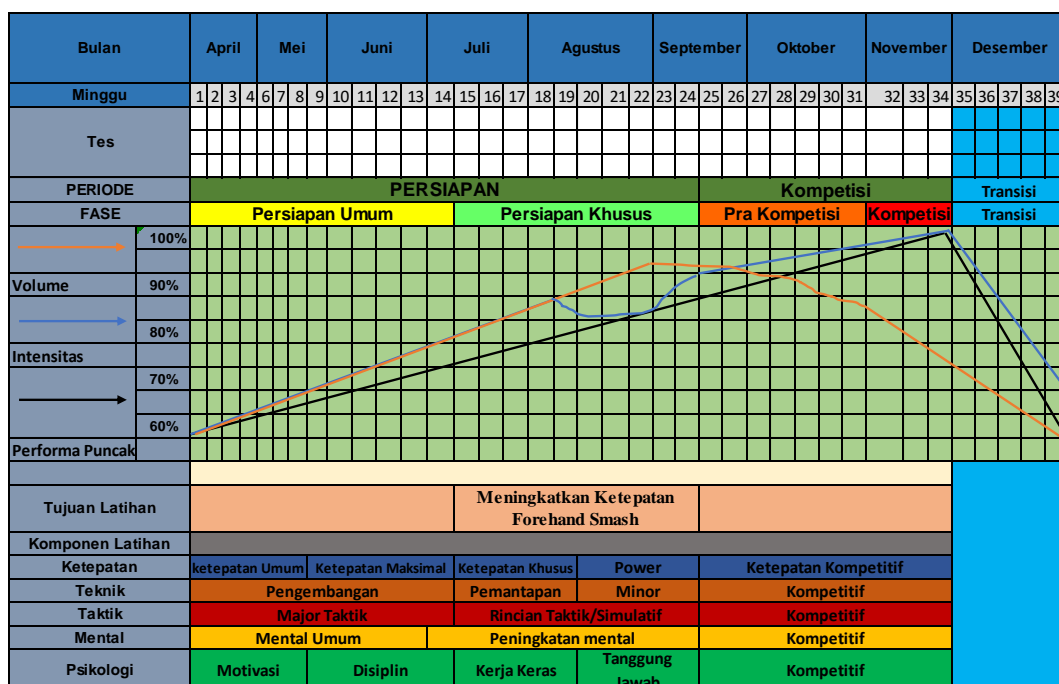 Bulan April Mei Juni Juli Agustus September Oktober November Desember
Minggu 1 2 3 4 6 7 8 9 10 11 12 13 14 15 16 17 18 19 20 21 22 23 24 25 26 27 28 29 30 31 32 33 34 35 36 37 38 39
Tes
PERIODE PERSIAPAN Kompetisi Transisi
FASE Persiapan Umum Persiapan Khusus Pra Kompetisi Kompetisi Transisi
100%
Volume 90%
80%
Intensitas
70%
60%
Performa Puncak
Tujuan Latihan Meningkatkan Ketepatan
Forehand Smash
Komponen Latihan
Ketepatan ketepatan Umum Ketepatan Maksimal Ketepatan Khusus Power Ketepatan Kompetitif
Teknik Pengembangan Pemantapan Minor Kompetitif
Taktik Major Taktik Rincian Taktik/Simulatif Kompetitif
Mental Mental Umum Peningkatan mental Kompetitif
Psikologi Motivasi Disiplin Kerja Keras Tanggung
Jawab Kompetitif